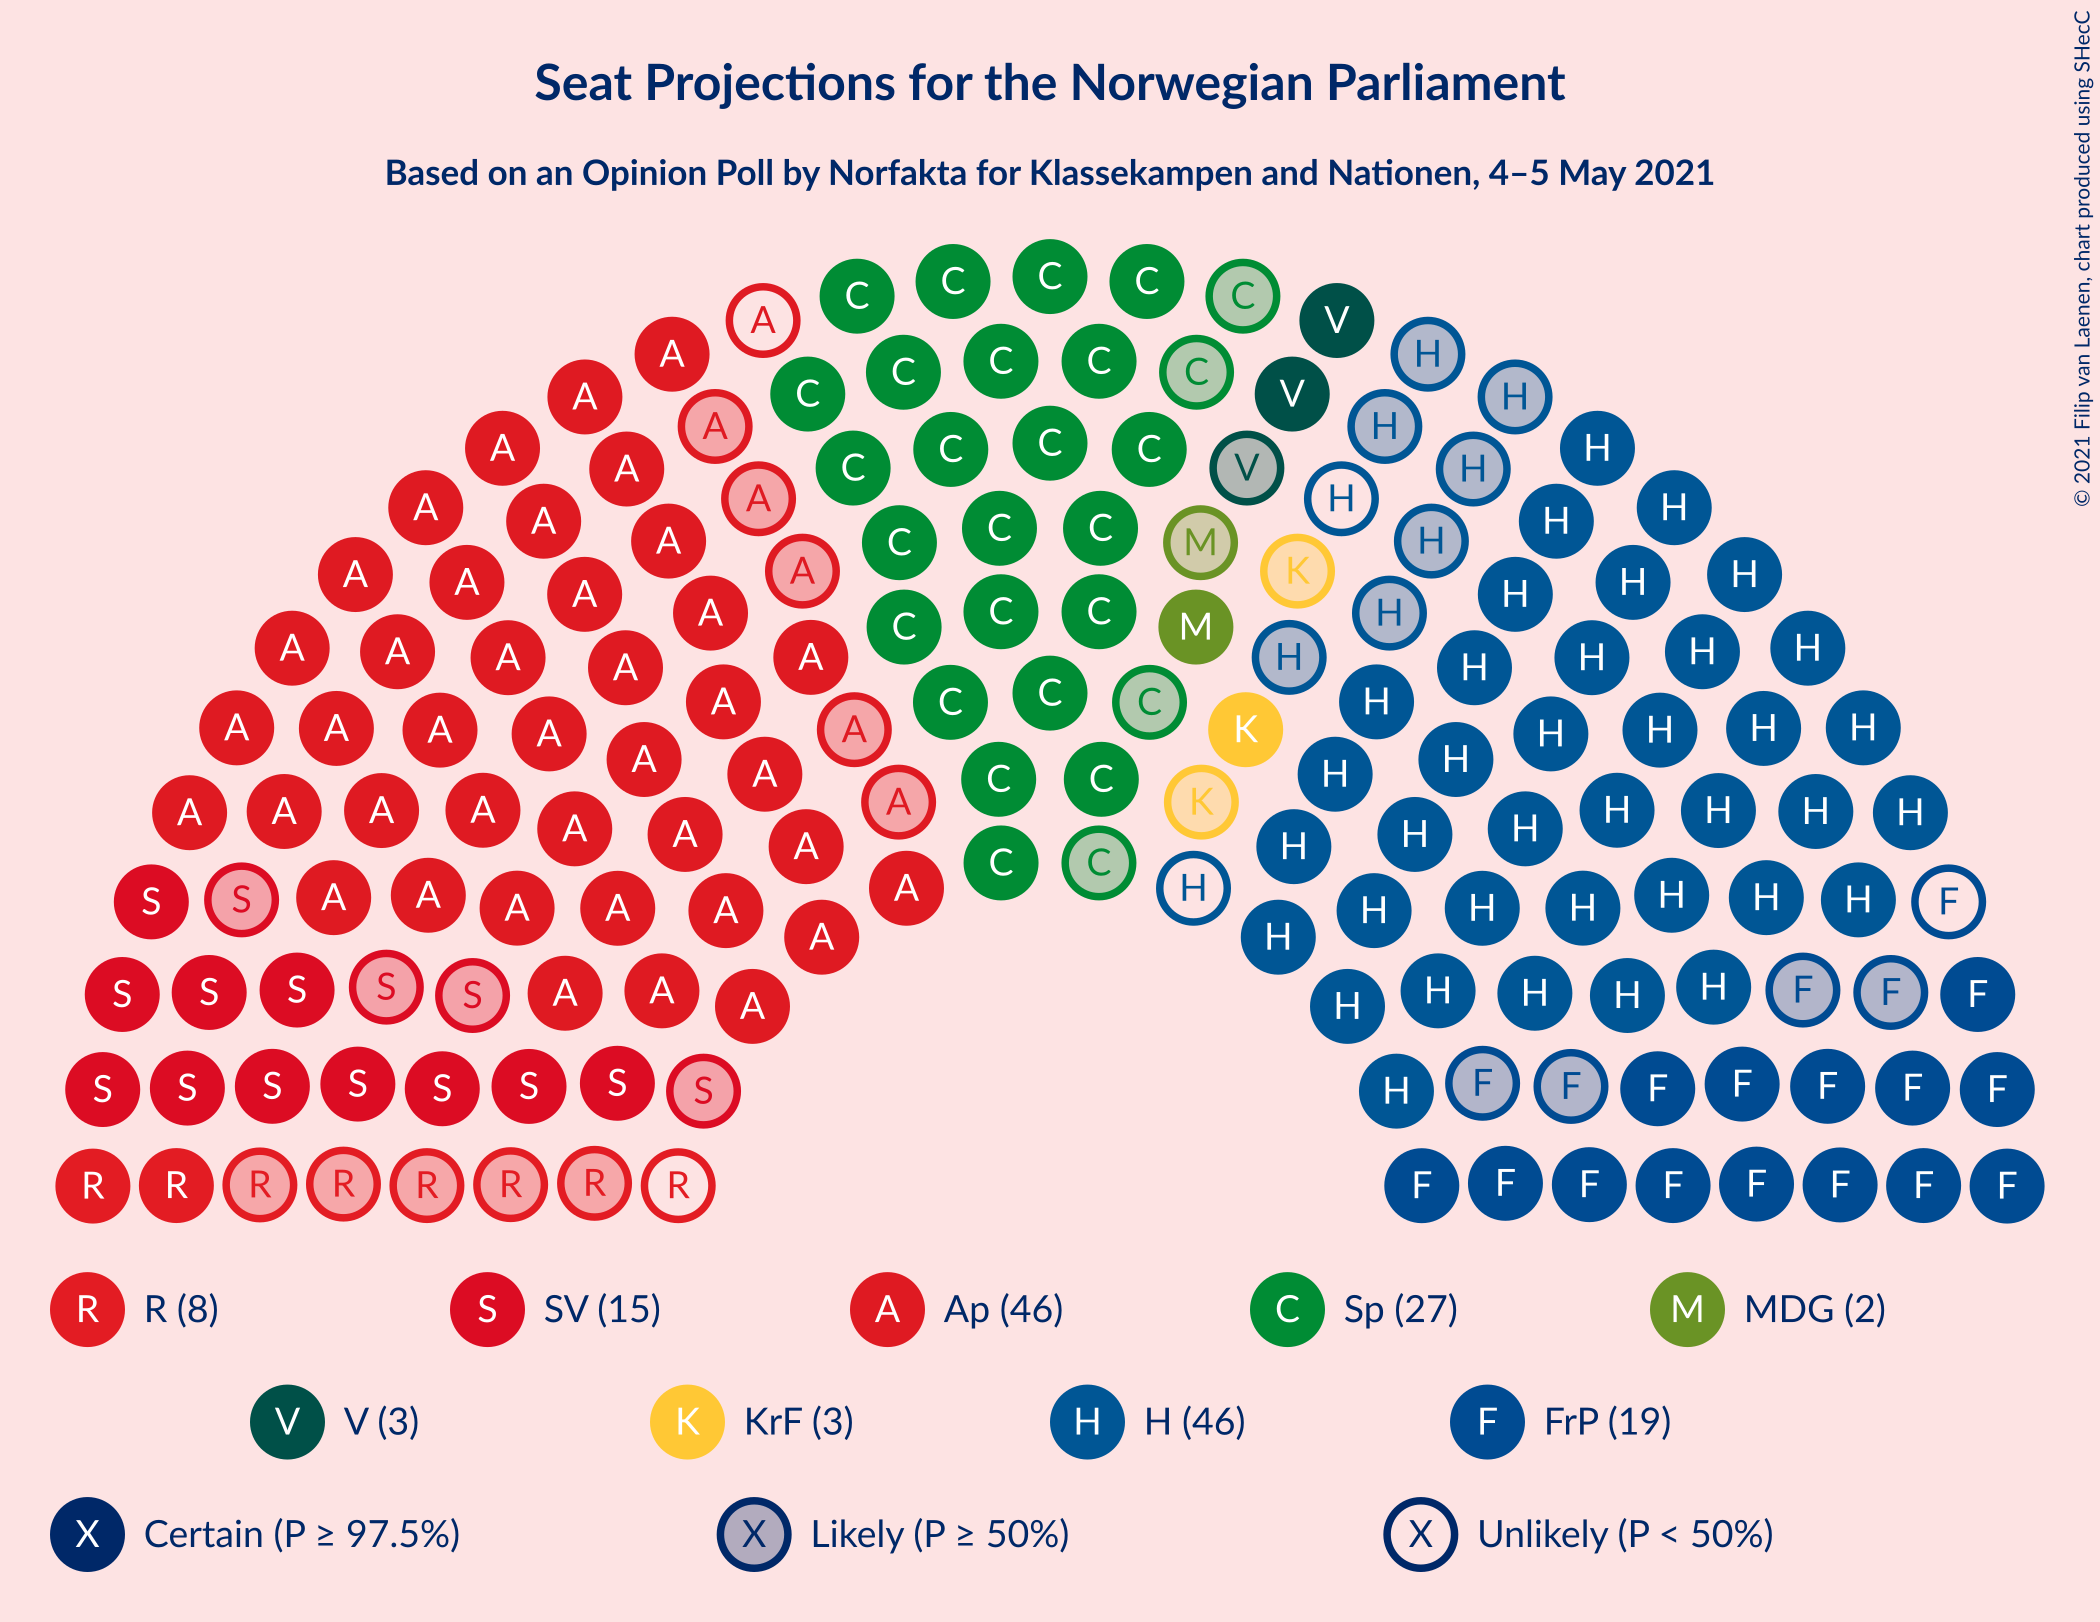 Seat Projections for the Norwegian Parliament
Based on an Opinion Poll by Norfakta for Klassekampen and Nationen, 4–5 May 2021
© 2021 Filip van Laenen, chart produced using SHecC
C C C C C
A V
A H
C C C C C
A C V H
A A H
C C C C V
A A C H H
A A A H H H
C C C M
A A A K H H H
A A A C M H H H
C C C
A A A A H H H H
A A A A C C C K H H H H
A A A A A C C K H H H H H
A A A A A A A H H H H H H H
S S A A A A A A C C H H H H H H H F
S S S S S A A A A H H H H H H F F F
S S S S S S S S H F F F F F F F
R R R R R R R R F F F F F F F F
R R (8) S SV (15) A Ap (46) C Sp (27) M MDG (2)
V V (3) K KrF (3) H H (46) F FrP (19)
X Certain (P ≥ 97.5%) X Likely (P ≥ 50%) X Unlikely (P < 50%)